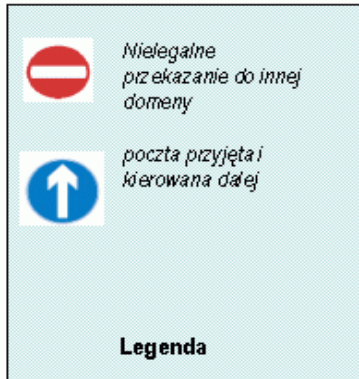 Nielegalne
przekazanie do innej
domeny
poczta przyjęta i
kierowana dalej
Legenda